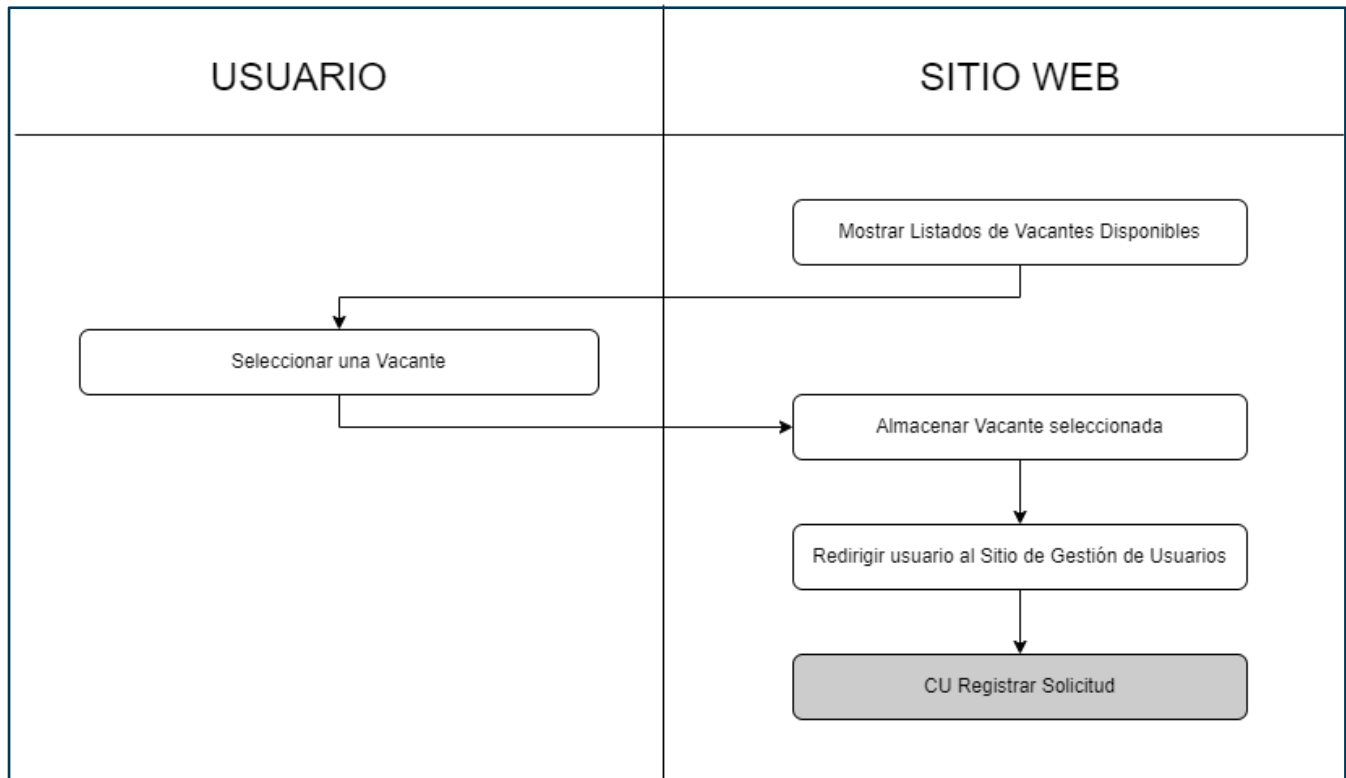 USUARIO
SITIO WEB
Mostrar Listados de Vacantes Disponibles
Seleccionar una Vacante
Almacenar Vacante seleccionada
Redirigir usuario al Sitio de Gestión de Usuarios
CU Registrar Solicitud